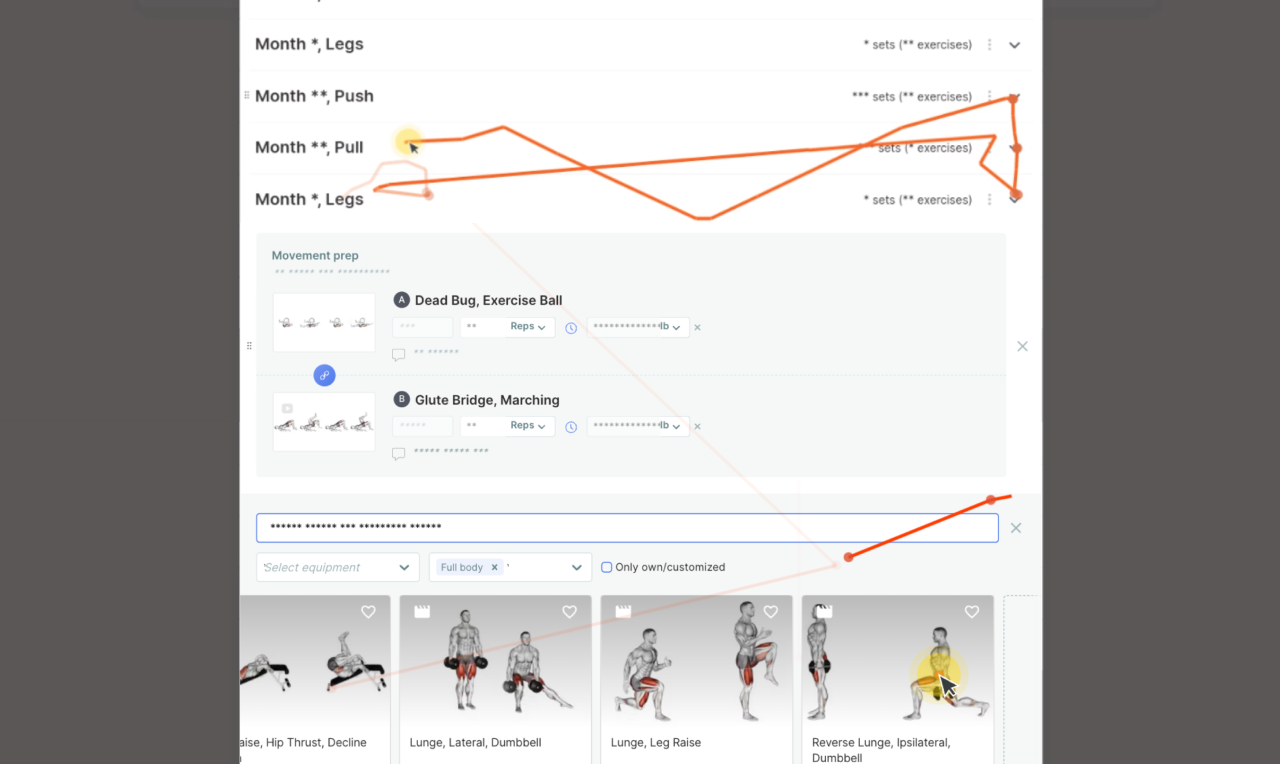 Month *, Legs
* sets (** exercises)
Month **, Push
*** sets (** exercises)
Month **, Pull
* sets (* exercises)
Month *, Legs
* sets (** exercises)
Movement prep
** ***** *** **********
A Dead Bug, Exercise Ball
*** ** Reps *************lb ×
** ******
B Glute Bridge, Marching
***** ** Reps *************lb ×
***** ***** ***
****** ****** *** ********* ******
Select equipment
Full body ×
Only own/customized
aise, Hip Thrust, Decline
Lunge, Lateral, Dumbbell
Lunge, Leg Raise
Reverse Lunge, Ipsilateral,
Dumbbell